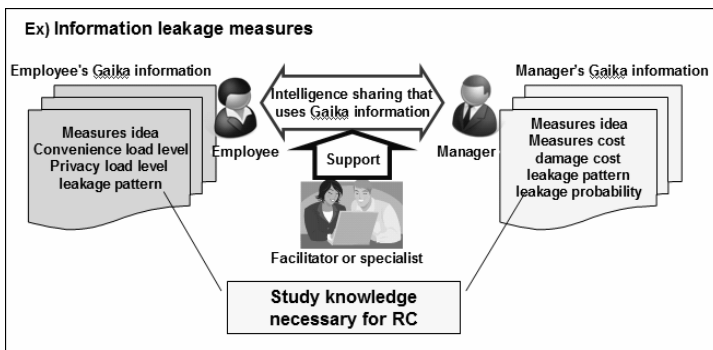 Ex) Information leakage measures
Employee's Gaika information
Measures idea
Convenience load level
Privacy load level
leakage pattern
Employee
Intelligence sharing that
uses Gaika information
Support
Facilitator or specialist
Manager
Manager's Gaika information
Measures idea
Measures cost
damage cost
leakage pattern
leakage probability
Study knowledge
necessary for RC